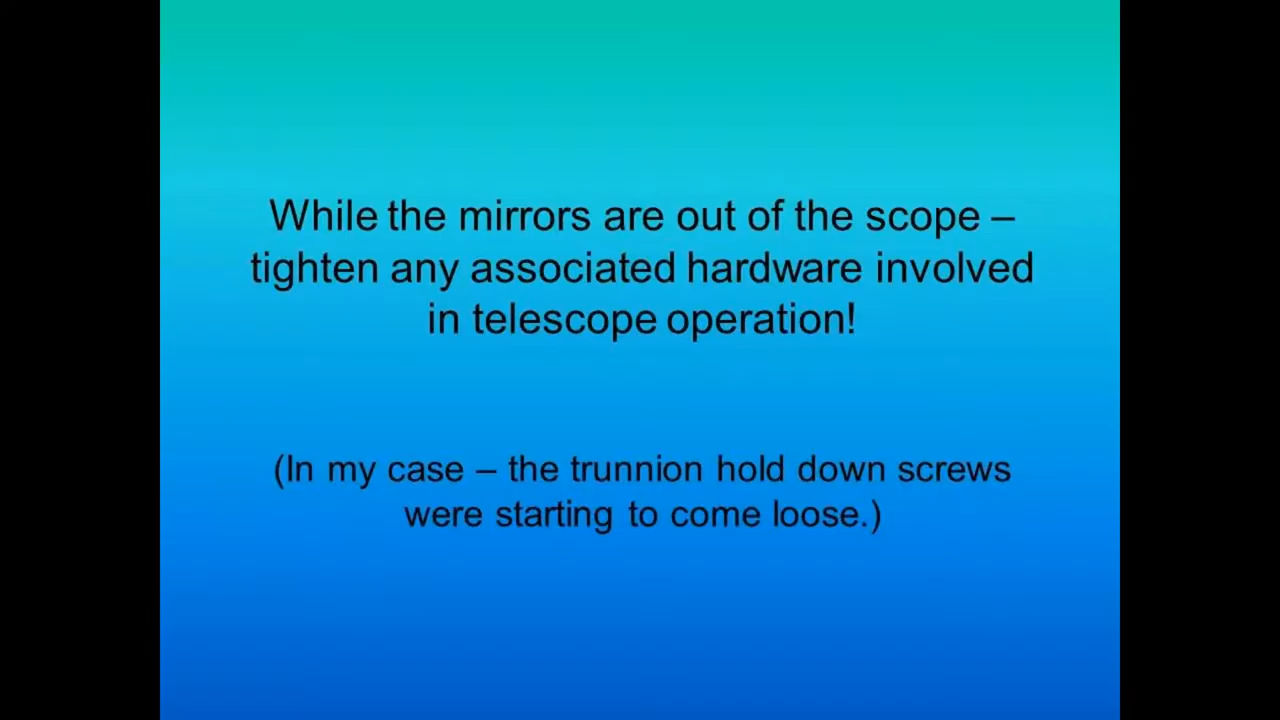 While the mirrors are out of the scope –
tighten any associated hardware involved
in telescope operation!
(In my case – the trunnion hold down screws
were starting to come loose.)